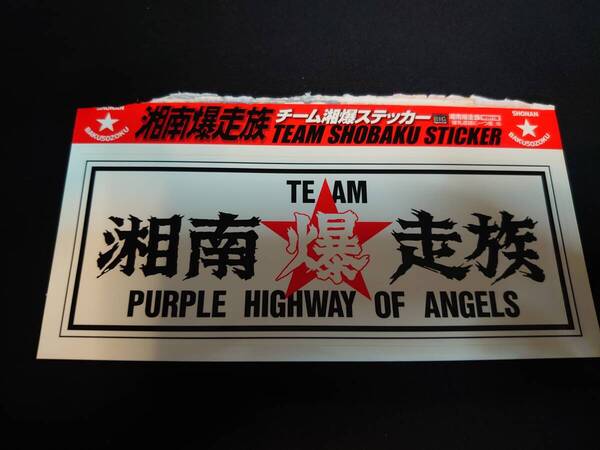 SHONAN
BAKUSOZOKU
湘南爆走族 チーム湘爆ステッカー
TEAM SHOBAKU STICKER
SHONAN
BAKUSOZOKU
TEAM
湘南爆走族
PURPLE HIGHWAY OF ANGELS